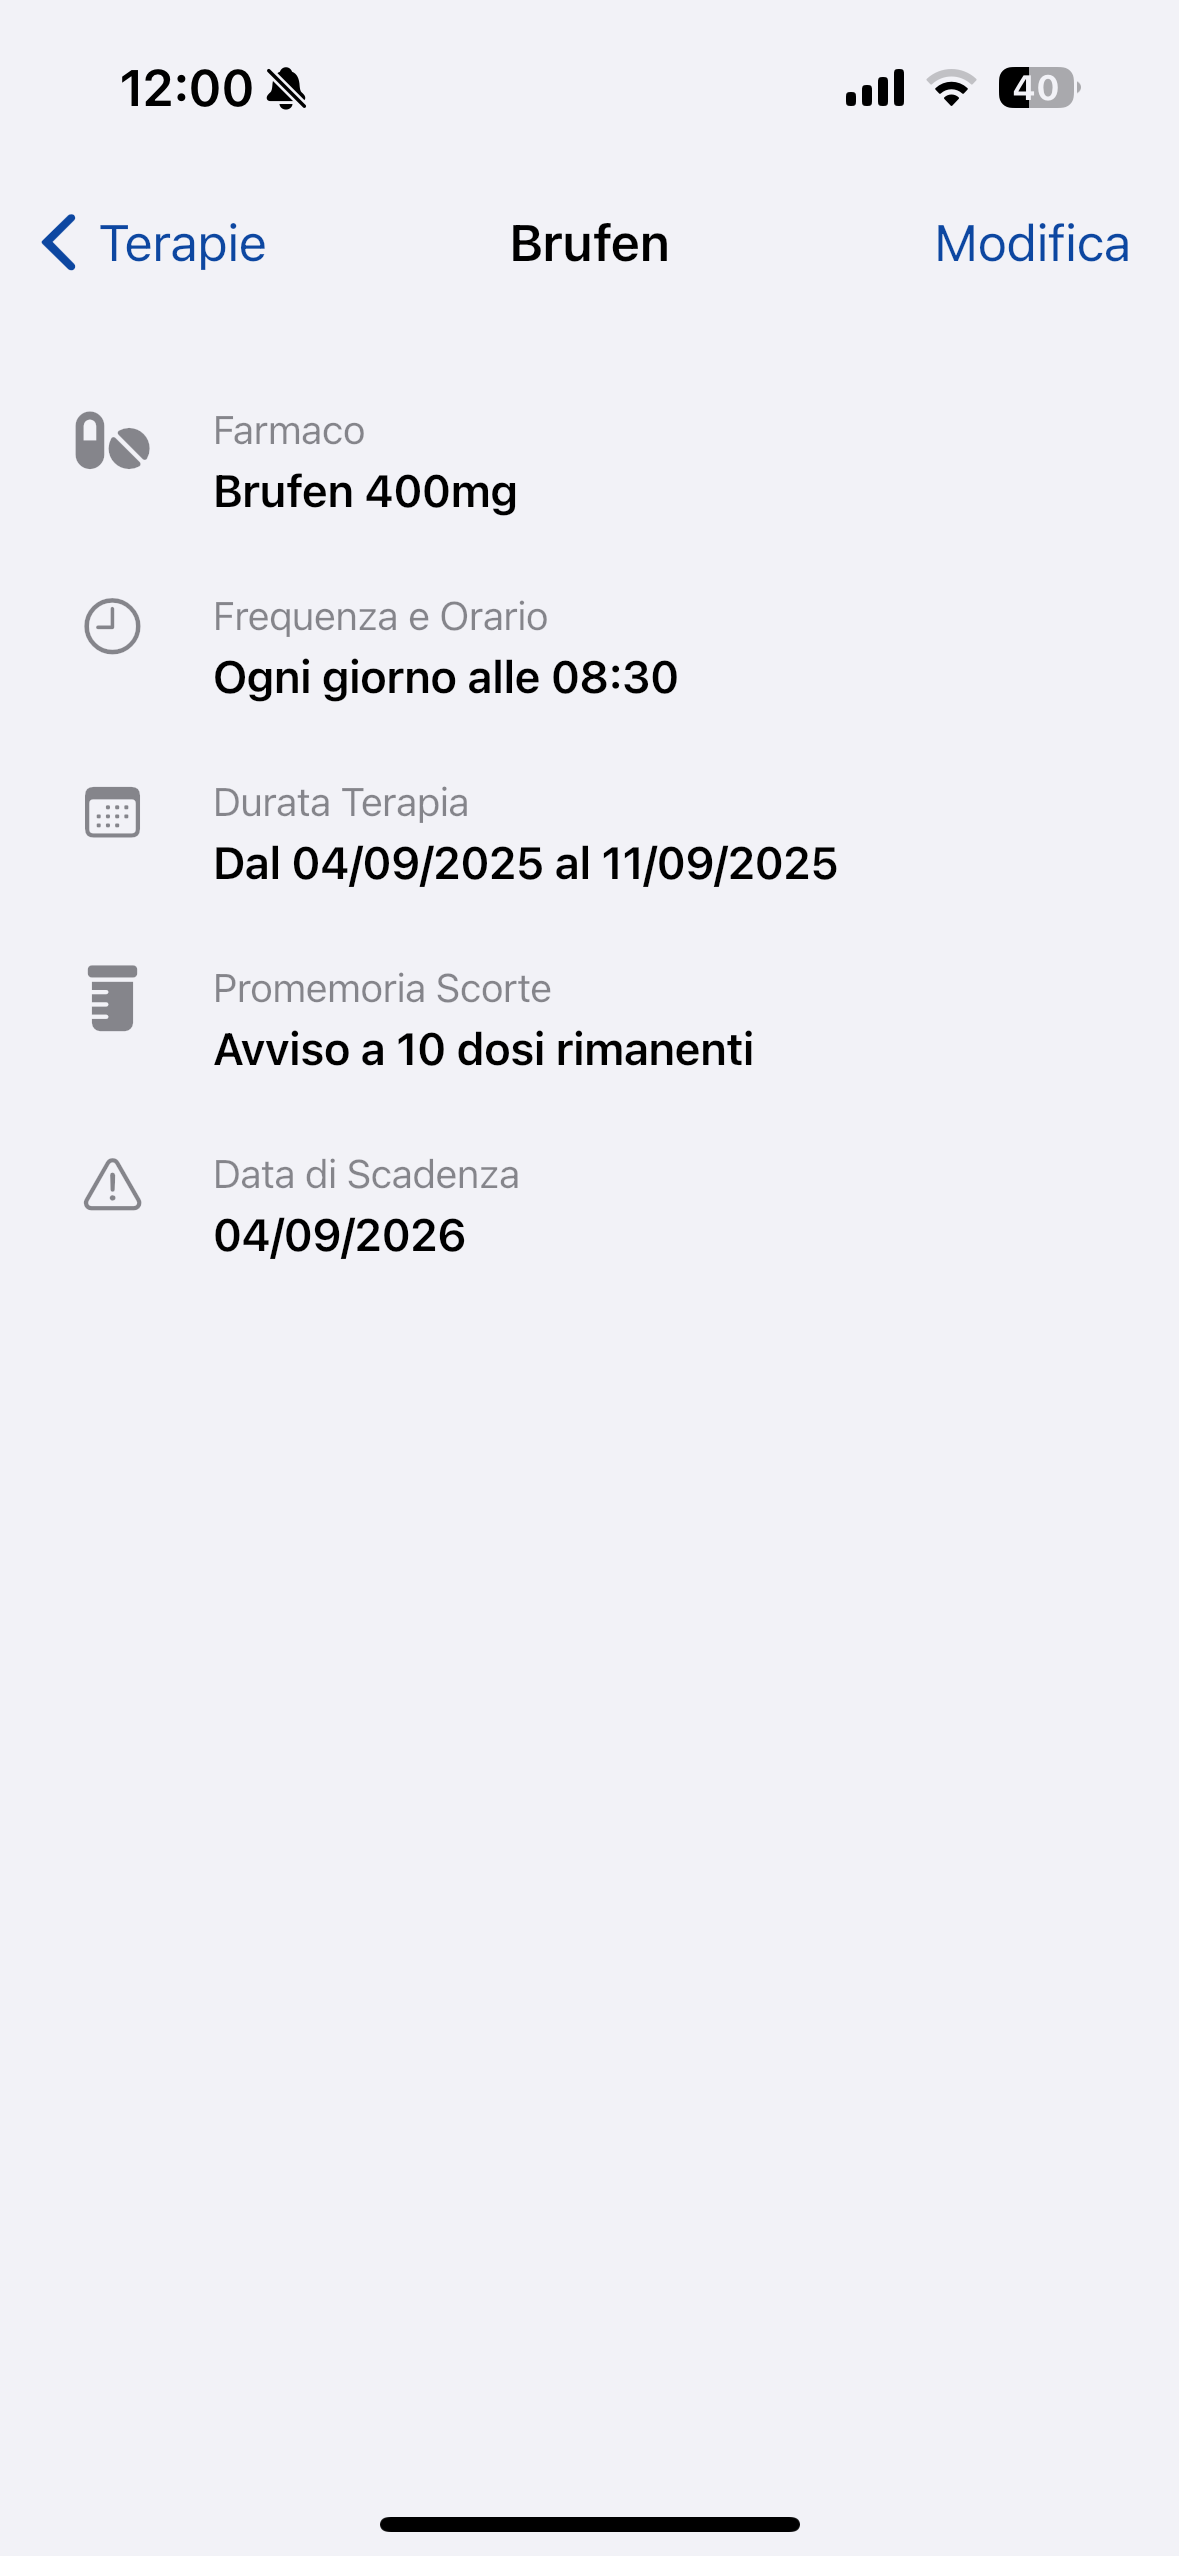 12:00
40
Terapie
Brufen
Modifica
Farmaco
Brufen 400mg
Frequenza e Orario
Ogni giorno alle 08:30
Durata Terapia
Dal 04/09/2025 al 11/09/2025
Promemoria Scorte
Avviso a 10 dosi rimanenti
Data di Scadenza
04/09/2026